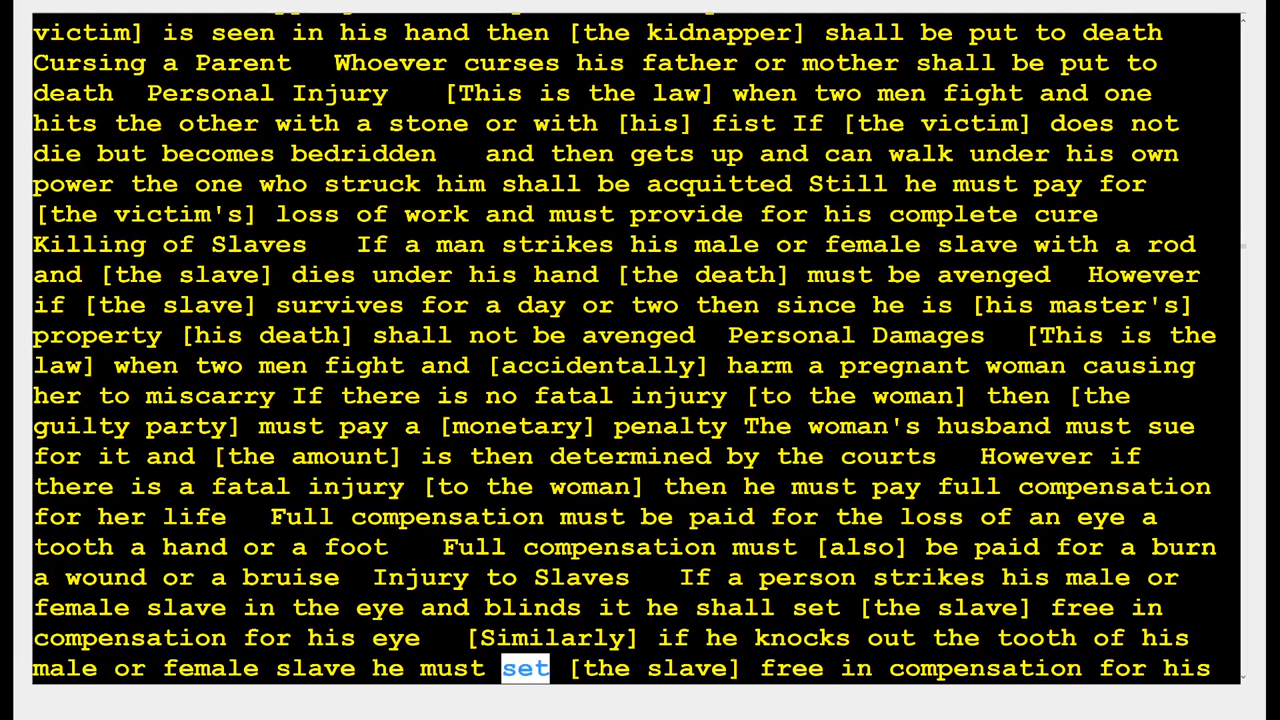 victim] is seen in his hand then [the kidnapper] shall be put to death
Cursing a Parent Whoever curses his father or mother shall be put to
death Personal Injury [This is the law] when two men fight and one
hits the other with a stone or with [his] fist If [the victim] does not
die but becomes bedridden and then gets up and can walk under his own
power the one who struck him shall be acquitted Still he must pay for
[the victim's] loss of work and must provide for his complete cure
Killing of Slaves If a man strikes his male or female slave with a rod
and [the slave] dies under his hand [the death] must be avenged However
if [the slave] survives for a day or two then since he is [his master's]
property [his death] shall not be avenged Personal Damages [This is the
law] when two men fight and [accidentally] harm a pregnant woman causing
her to miscarry If there is no fatal injury [to the woman] then [the
guilty party] must pay a [monetary] penalty The woman's husband must sue
for it and [the amount] is then determined by the courts However if
there is a fatal injury [to the woman] then he must pay full compensation
for her life Full compensation must be paid for the loss of an eye a
tooth a hand or a foot Full compensation must [also] be paid for a burn
a wound or a bruise Injury to Slaves If a person strikes his male or
female slave in the eye and blinds it he shall set [the slave] free in
compensation for his eye [Similarly] if he knocks out the tooth of his
male or female slave he must set [the slave] free in compensation for his